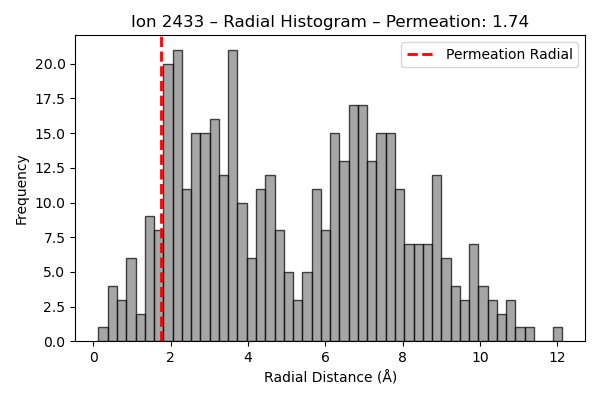 Ion 2433 – Radial Histogram – Permeation: 1.74
Permeation Radial
20.0
17.5
15.0
12.5
10.0
7.5
5.0
2.5
0.0
Frequency
0 2 4 6 8 10 12
Radial Distance (Å)